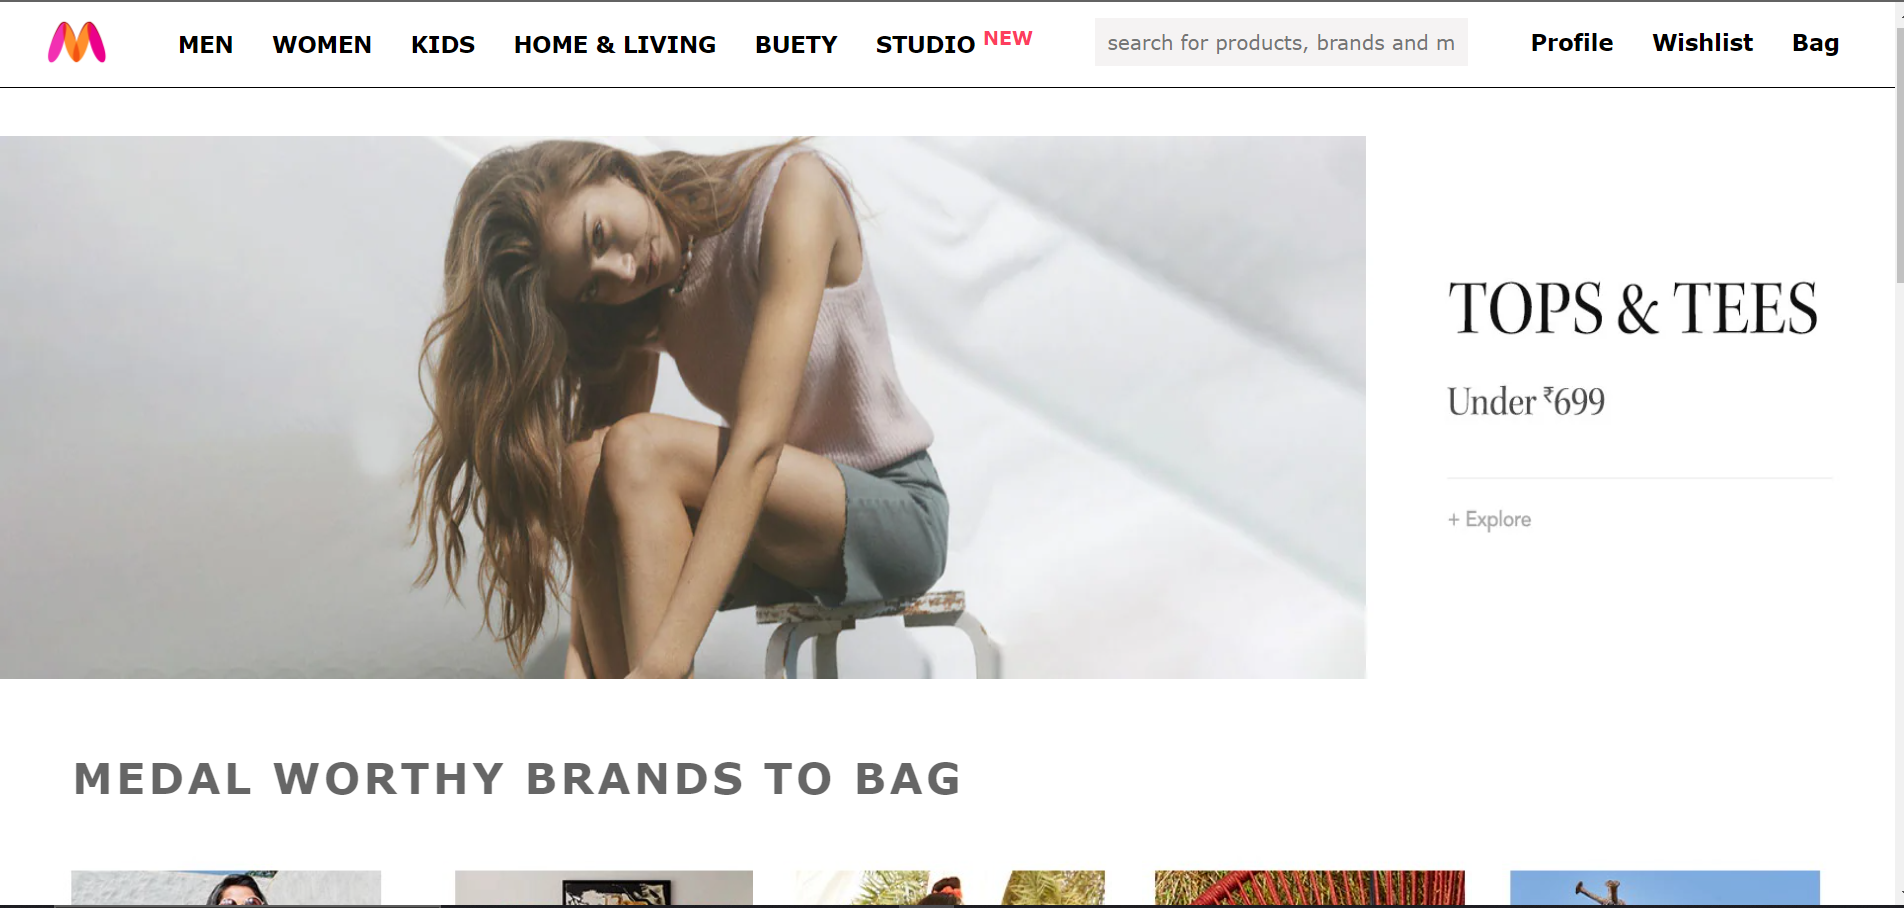 MEN WOMEN KIDS HOME & LIVING BUETY STUDIO NEW search for products, brands and m Profile Wishlist Bag
TOPS & TEES
Under ₹699
+ Explore
MEDAL WORTHY BRANDS TO BAG